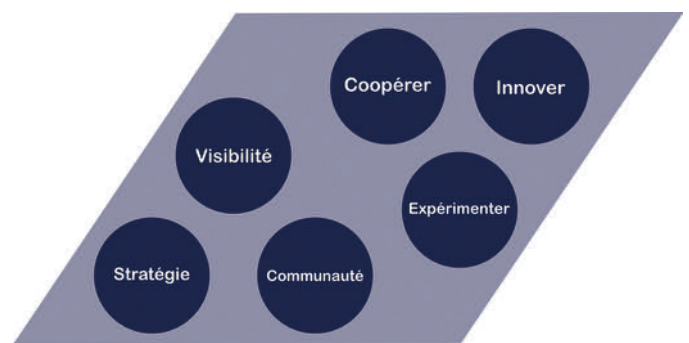 Coopérer
Innover
Visibilité
Expérimenter
Stratégie
Communauté